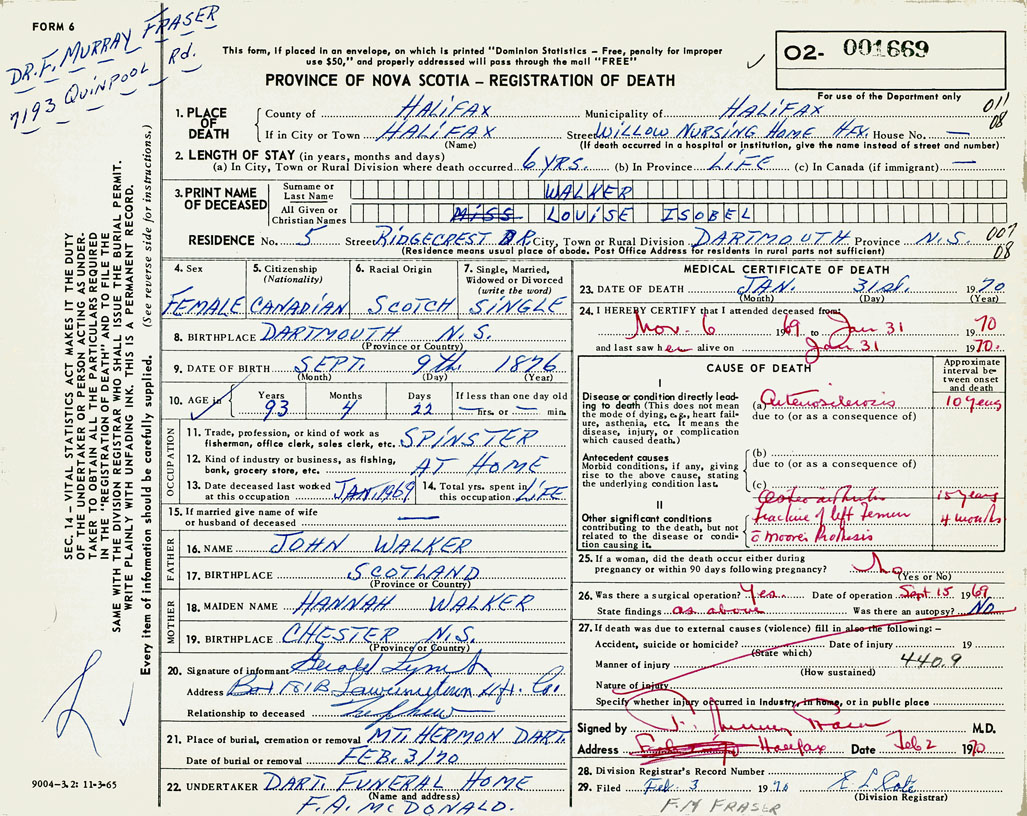 FORM 6
DR. F. MURRAY FRASER
7193 QUINPOOL Rd.
This form, if placed in an envelope, on which is printed "Dominion Statistics – Free, penalty for improper
use $50," and properly addressed will pass through the mail "FREE"
PROVINCE OF NOVA SCOTIA – REGISTRATION OF DEATH
02- 001669
For use of the Department only
011
08
1. PLACE OF DEATH
County of HALIFAX Municipality of HALIFAX
If in City or Town HALIFAX Street WILLOW NURSING HOME HFX. House No. —
(Name) (If death occurred in a hospital or institution, give the name instead of street and number)
2. LENGTH OF STAY (in years, months and days)
(a) In City, Town or Rural Division where death occurred 6 YRS. (b) In Province LIFE (c) In Canada (if immigrant) —
3. PRINT NAME OF DECEASED
Surname or Last Name WALKER
All Given or Christian Names MISS LOUISE ISOBEL
RESIDENCE No. 5 Street RIDGECREST DR. City, Town or Rural Division DARTMOUTH Province N.S. 007
08
(Residence means usual place of abode. Post Office Address for residents in rural parts not sufficient)
SEC. 14 – VITAL STATISTICS ACT MAKES IT THE DUTY
OF THE UNDERTAKER OR PERSON ACTING AS UNDER-
TAKER TO OBTAIN ALL THE PARTICULARS REQUIRED
IN THE "REGISTRATION OF DEATH" AND TO FILE THE
SAME WITH THE DIVISION REGISTRAR WHO SHALL ISSUE THE BURIAL PERMIT.
WRITE PLAINLY WITH UNFADING INK. THIS IS A PERMANENT RECORD.
Every item of information should be carefully supplied. (See reverse side for instructions.)
4. Sex
FEMALE
5. Citizenship
(Nationality)
CANADIAN
6. Racial Origin
SCOTCH
7. Single, Married,
Widowed or Divorced
(write the word)
SINGLE
8. BIRTHPLACE DARTMOUTH N.S.
(Province or Country)
9. DATE OF BIRTH SEPT. 9th 1876
(Month) (Day) (Year)
10. AGE in Years Months Days If less than one day old
93 4 22 — hrs. or — min.
OCCUPATION
11. Trade, profession, or kind of work as
fishermon, office clerk, sales clerk, etc. SPINSTER
12. Kind of industry or business, as fishing,
bank, grocery store, etc. AT HOME
13. Date deceased last worked
at this occupation JAN. 1969
14. Total yrs. spent in
this occupation LIFE
15. If married give name of wife
or husband of deceased —
FATHER
16. NAME JOHN WALKER
17. BIRTHPLACE SCOTLAND
(Province or Country)
MOTHER
18. MAIDEN NAME HANNAH WALKER
19. BIRTHPLACE CHESTER N.S.
(Province or Country)
20. Signature of informant Gerald
Address Box 181B Lawrencetown Hfx. Co.
Relationship to deceased Nephew
21. Place of burial, cremation or removal MT. HERMON DART.
Date of burial or removal FEB. 3/70
22. UNDERTAKER DART. FUNERAL HOME
(Name and address)
F.A. McDONALD.
9004–3.2: 11-3-65
MEDICAL CERTIFICATE OF DEATH
23. DATE OF DEATH JAN. 31st. 1970
(Month) (Day) (Year)
24. I HEREBY CERTIFY that I attended deceased from:
Nov. 6 1969 to Jan 31 1970
and last saw her alive on Jan 31 1970.
CAUSE OF DEATH
Approximate
interval be-
tween onset
and death
I
Disease or condition directly lead-
ing to death (This does not
mean the mode of dying, e.g., heart fail-
ure, asthenia, etc. It means the
disease, injury, or complication
which caused death.)
(a) Arteriosclerosis 10 years
due to (or as a consequence of)
Antecedent causes
Morbid conditions, if any, giving
rise to the above cause, stating
the underlying condition last.
(b)
due to (or as a consequence of)
(c)
II
Other significant conditions
contributing to the death, but not
related to the disease or condi-
tion causing it.
Osteoarthritis 15 years
Fracture of left Femur 4 months
c Moore Prothesis
25. If a woman, did the death occur either during
pregnancy or within 90 days following pregnancy? No
(Yes or No)
26. Was there a surgical operation? Yes. Date of operation Sept 15 1969
State findings as above Was there an autopsy? NO
27. If death was due to external causes (violence) fill in also the following: –
Accident, suicide or homicide? Date of injury 19
(State which)
Manner of injury 440.9
(How sustained)
Nature of injury
Specify whether injury occurred in industry, in home, or in public place
Signed by F. Murray Fraser M.D.
Address Halifax Date Feb 2 1970
28. Division Registrar's Record Number
29. Filed Feb. 3 1970
(Division Registrar)
F.M FRASER